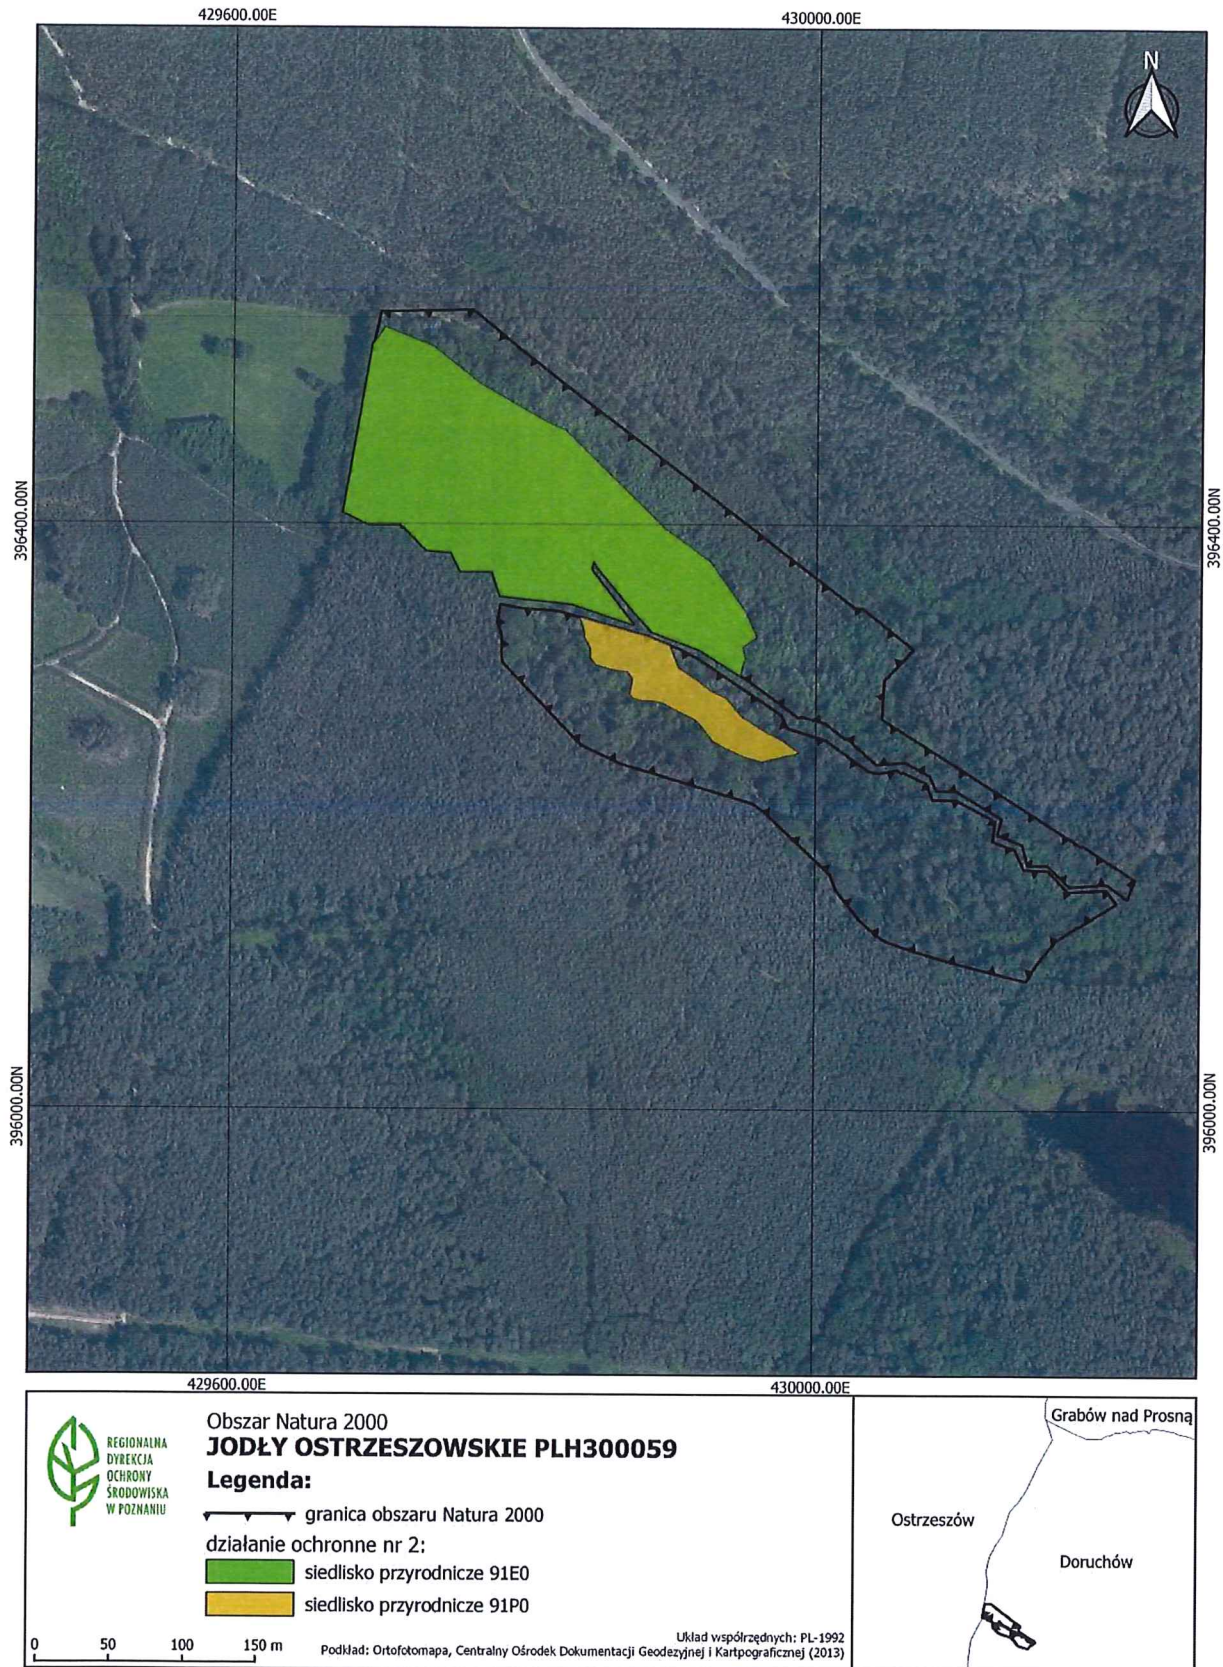 429600.00E
430000.00E
N
396400.00N
396400.00N
396000.00N
396000.00N
429600.00E
430000.00E
REGIONALNA
DYREKCJA
OCHRONY
ŚRODOWISKA
W POZNANIU
Obszar Natura 2000
JODŁY OSTRZESZOWSKIE PLH300059
Legenda:
granica obszaru Natura 2000
działanie ochronne nr 2:
siedlisko przyrodnicze 91E0
siedlisko przyrodnicze 91P0
0 50 100 150 m
Układ współrzędnych: PL-1992
Podkład: Ortofotomapa, Centralny Ośrodek Dokumentacji Geodezyjnej i Kartpograficznej (2013)
Grabów nad Prosną
Ostrzeszów
Doruchów